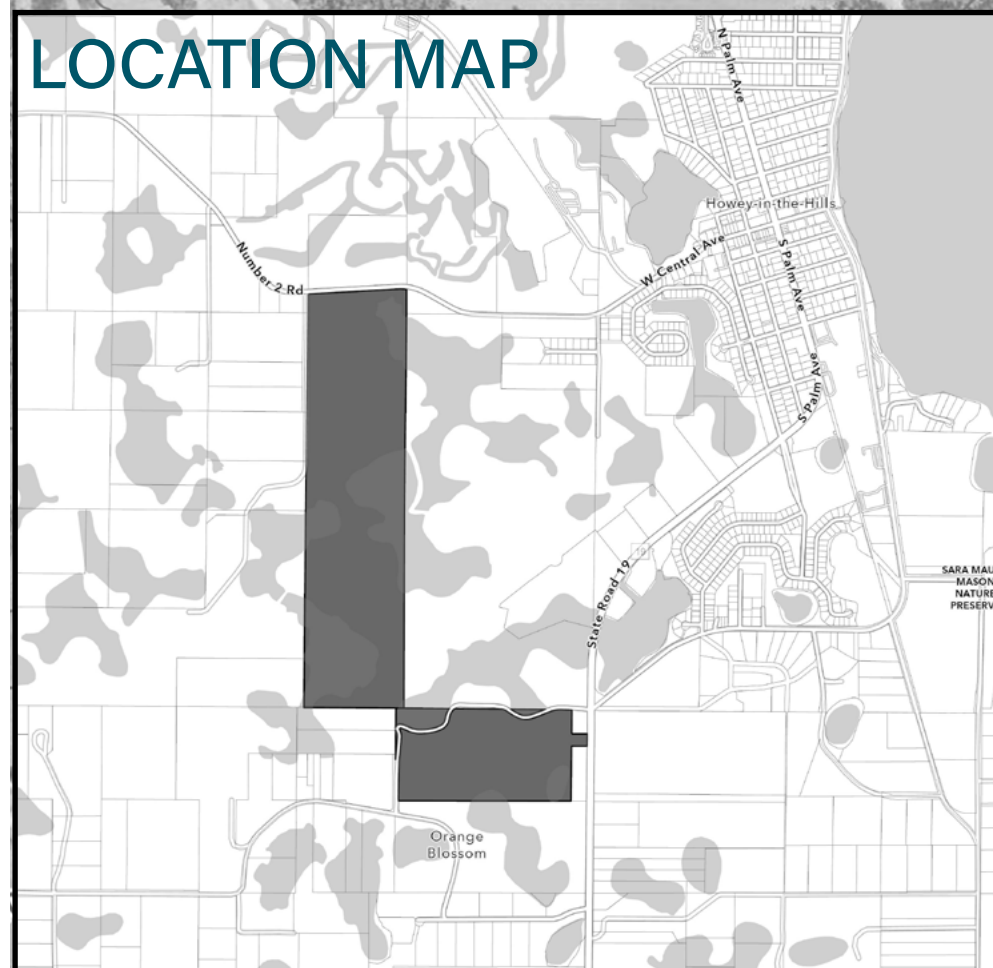 LOCATION MAP
N Palm Ave
Howey-in-the-Hills
W Central Ave
Number 2 Rd
S Palm Ave
S Palm Ave
19
State Road 19
SARA MAU
MASON
NATURE
PRESERV
Orange
Blossom